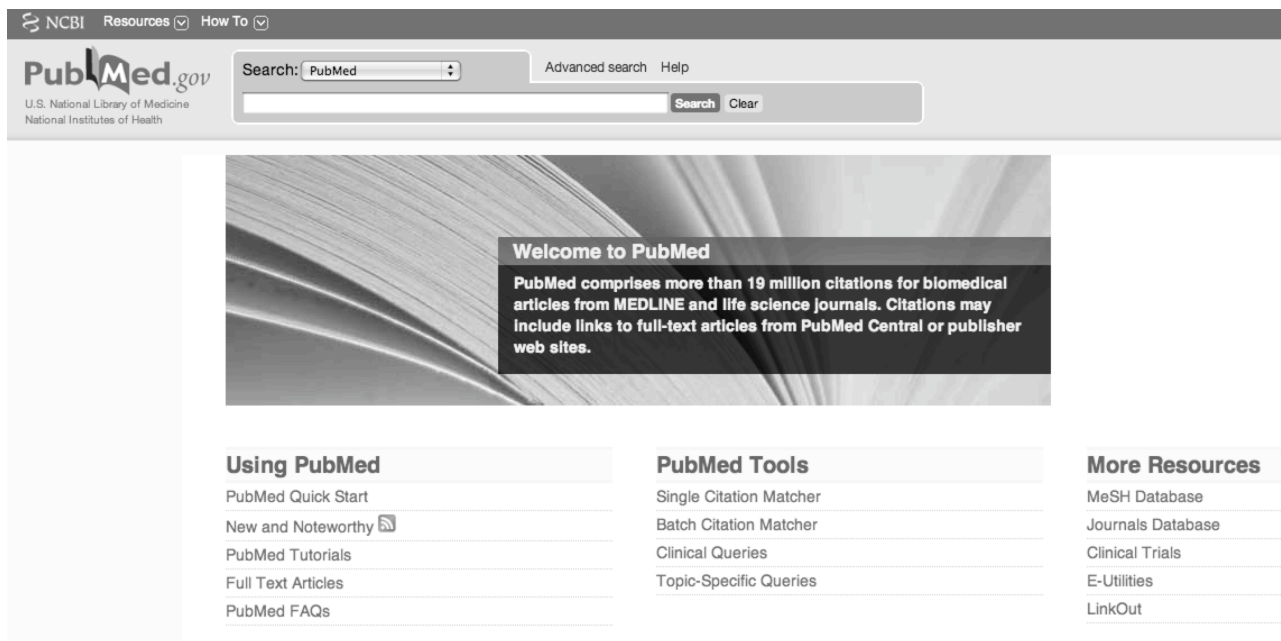 NCBI Resources How To
PubMed.gov
U.S. National Library of Medicine
National Institutes of Health
Search: PubMed
Advanced search Help
Search Clear
Welcome to PubMed
PubMed comprises more than 19 million citations for biomedical
articles from MEDLINE and life science journals. Citations may
include links to full-text articles from PubMed Central or publisher
web sites.
Using PubMed
PubMed Quick Start
New and Noteworthy
PubMed Tutorials
Full Text Articles
PubMed FAQs
PubMed Tools
Single Citation Matcher
Batch Citation Matcher
Clinical Queries
Topic-Specific Queries
More Resources
MeSH Database
Journals Database
Clinical Trials
E-Utilities
LinkOut